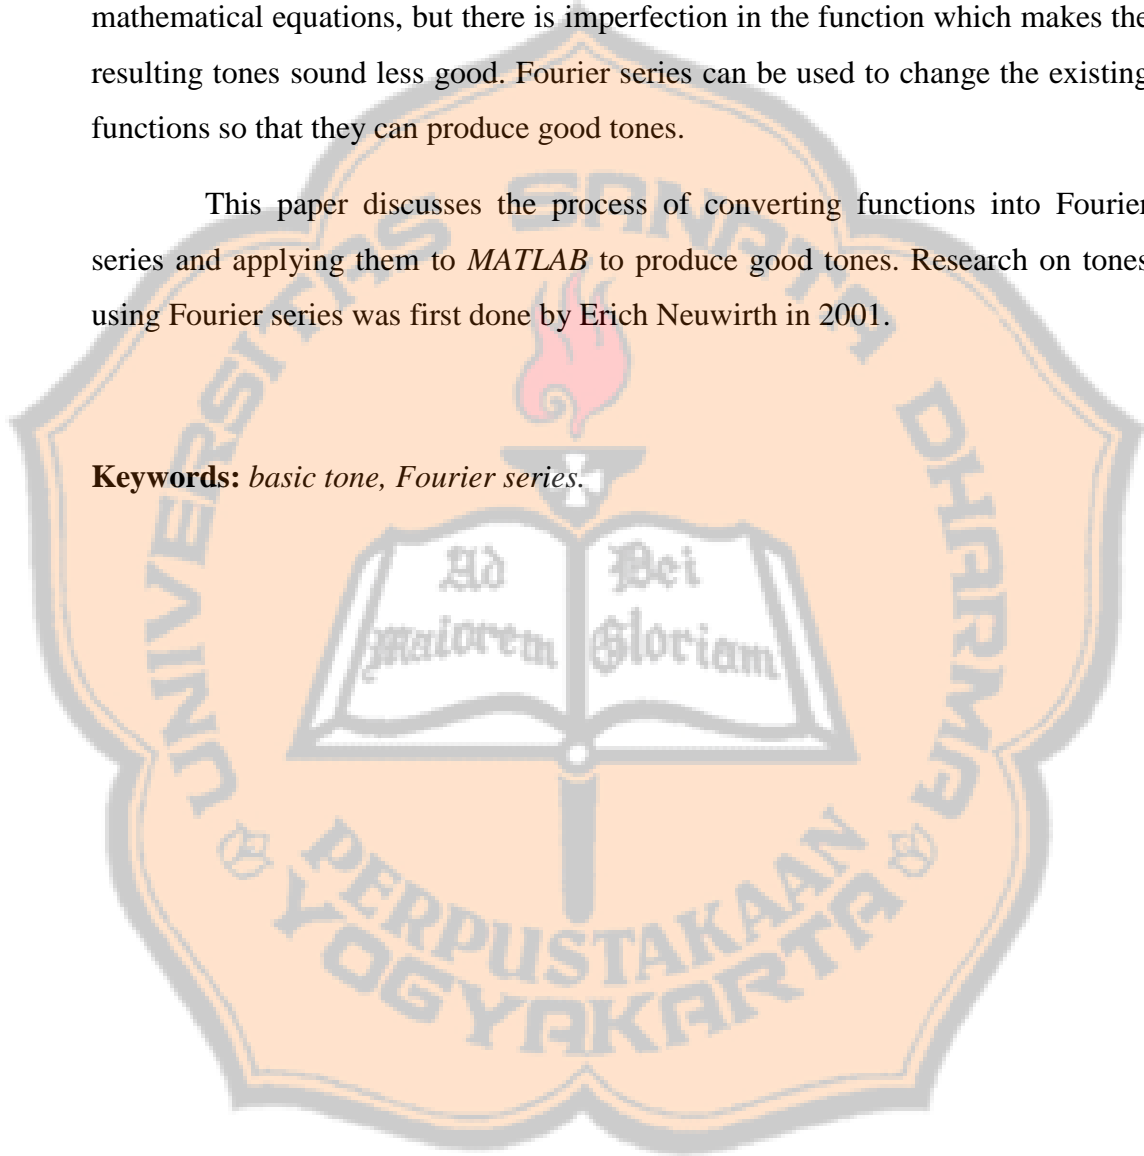 mathematical equations, but there is imperfection in the function which makes the
resulting tones sound less good. Fourier series can be used to change the existing
functions so that they can produce good tones.
This paper discusses the process of converting functions into Fourier
series and applying them to MATLAB to produce good tones. Research on tones
using Fourier series was first done by Erich Neuwirth in 2001.
Keywords: basic tone, Fourier series.
UNIVERSITAS SANATA DHARMA
Ad Dei
Maiorem Gloriam
PERPUSTAKAAN
YOGYAKARTA